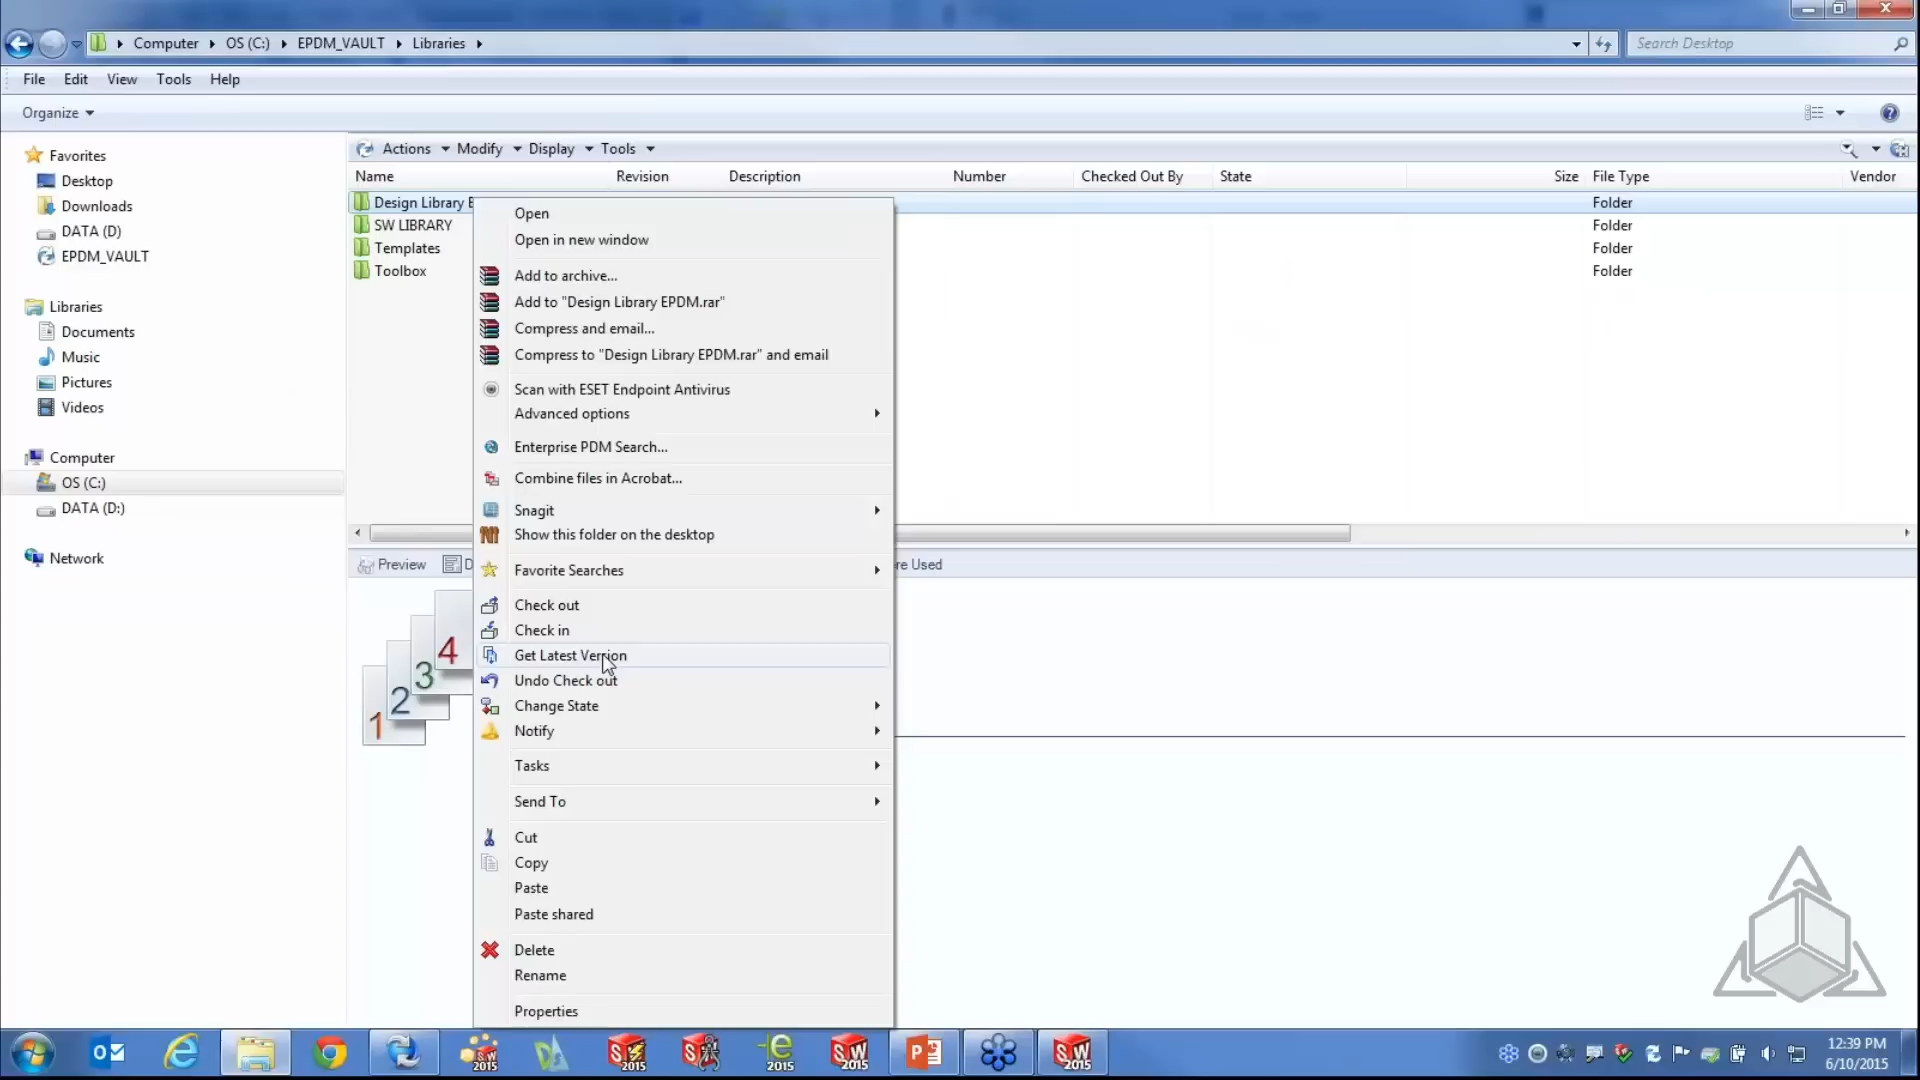 Computer OS (C:) EPDM_VAULT Libraries
Search Desktop
File Edit View Tools Help
Organize
Favorites
Desktop
Downloads
DATA (D)
EPDM_VAULT
Libraries
Documents
Music
Pictures
Videos
Computer
OS (C:)
DATA (D:)
Network
Actions Modify Display Tools
Name Revision Description Number Checked Out By State Size File Type Vendor
Design Library Folder
SW LIBRARY Folder
Templates Folder
Toolbox Folder
Open
Open in new window
Add to archive...
Add to "Design Library EPDM.rar"
Compress and email...
Compress to "Design Library EPDM.rar" and email
Scan with ESET Endpoint Antivirus
Advanced options
Enterprise PDM Search...
Combine files in Acrobat...
Snagit
Show this folder on the desktop
Favorite Searches
Check out
Check in
Get Latest Version
Undo Check out
Change State
Notify
Tasks
Send To
Cut
Copy
Paste
Paste shared
Delete
Rename
Properties
Preview Used
4
3
2
1
SW 2015
2015
e 2015
SW 2015
P
SW 2015
12:39 PM
6/10/2015